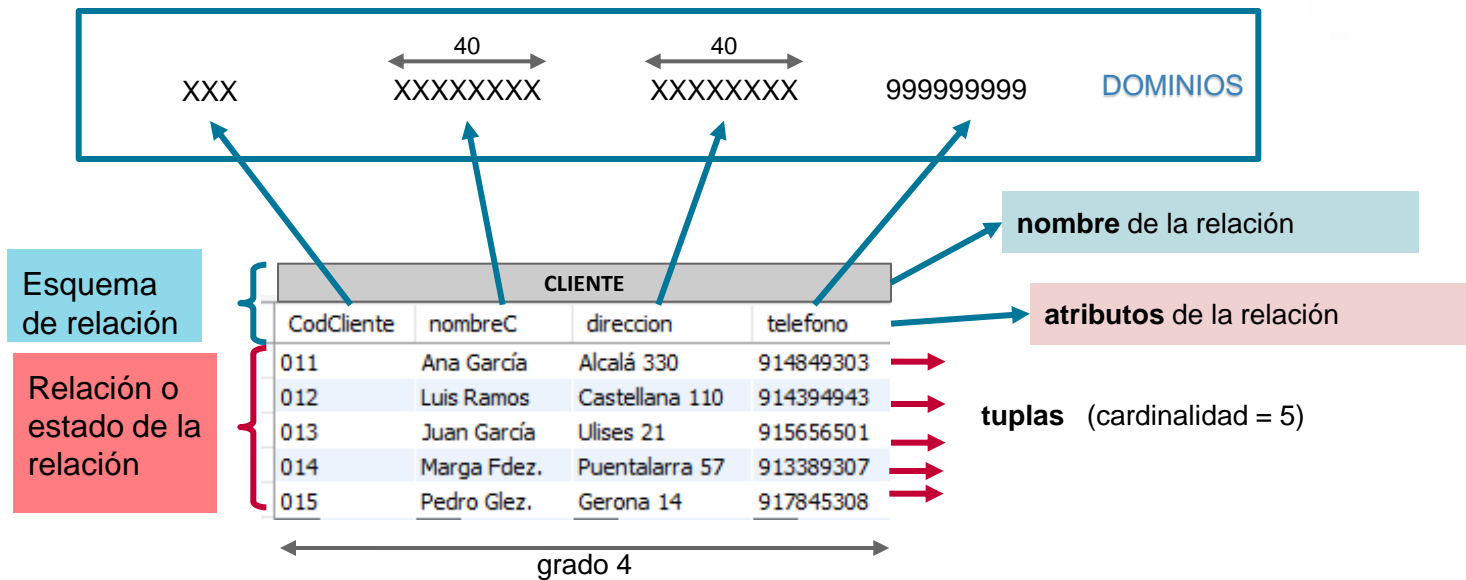 40 40
XXX XXXXXXXX XXXXXXXX 999999999 DOMINIOS
nombre de la relación
Esquema
de relación
CLIENTE
CodCliente nombreC direccion telefono
atributos de la relación
Relación o
estado de la
relación
011 Ana García Alcalá 330 914849303
012 Luis Ramos Castellana 110 914394943
013 Juan García Ulises 21 915656501
014 Marga Fdez. Puentalarra 57 913389307
015 Pedro Glez. Gerona 14 917845308
tuplas (cardinalidad = 5)
grado 4